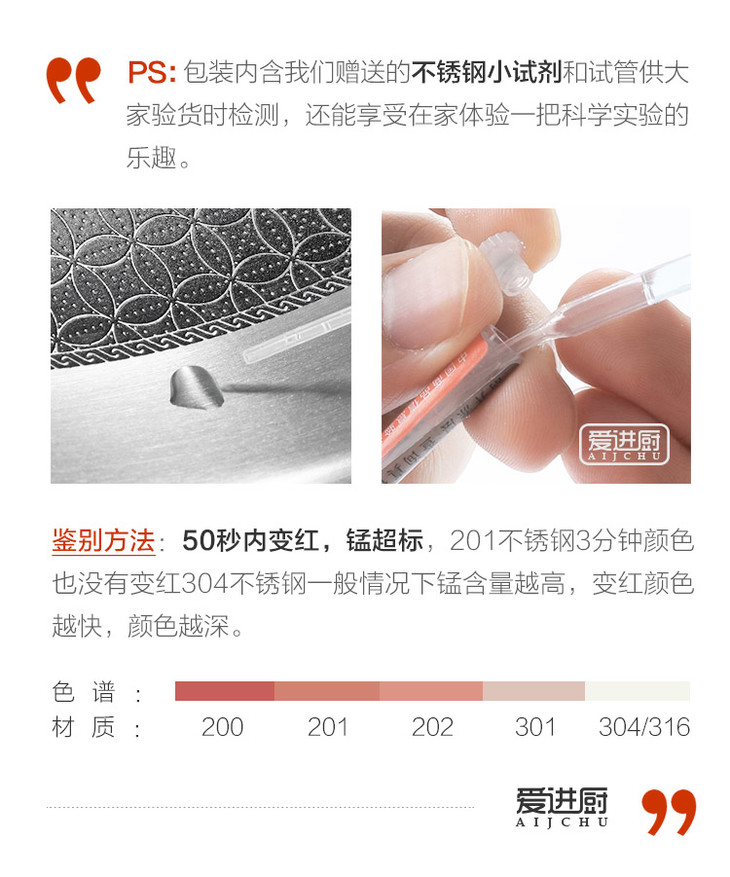 PS: 包装内含我们赠送的不锈钢小试剂和试管供大
家验货时检测，还能享受在家体验一把科学实验的
乐趣。
爱进厨
AIJCHU
鉴别方法：50秒内变红，锰超标，201不锈钢3分钟颜色
也没有变红304不锈钢一般情况下锰含量越高，变红颜色
越快，颜色越深。
色 谱 ：
材 质 ： 200 201 202 301 304/316
爱进厨
AIJCHU